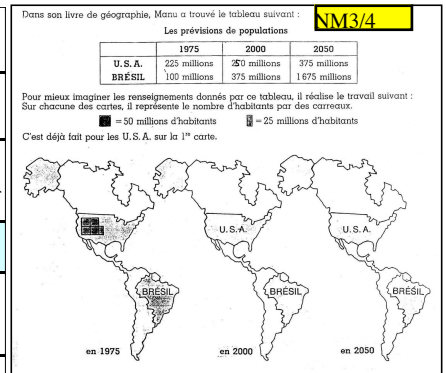 Dans son livre de géographie, Manu a trouvé le tableau suivant :
NM3/4
Les prévisions de populations
1975 2000 2050
U.S.A. 225 millions 250 millions 375 millions
BRÉSIL 100 millions 375 millions 1 675 millions
Pour mieux imaginer les renseignements donnés par ce tableau, il réalise le travail suivant :
Sur chacune des cartes, il représente le nombre d'habitants par des carreaux.
= 50 millions d'habitants = 25 millions d'habitants
C'est déjà fait pour les U.S.A. sur la 1re carte.
U.S.A. U.S.A.
BRÉSIL BRÉSIL BRÉSIL
en 1975 en 2000 en 2050